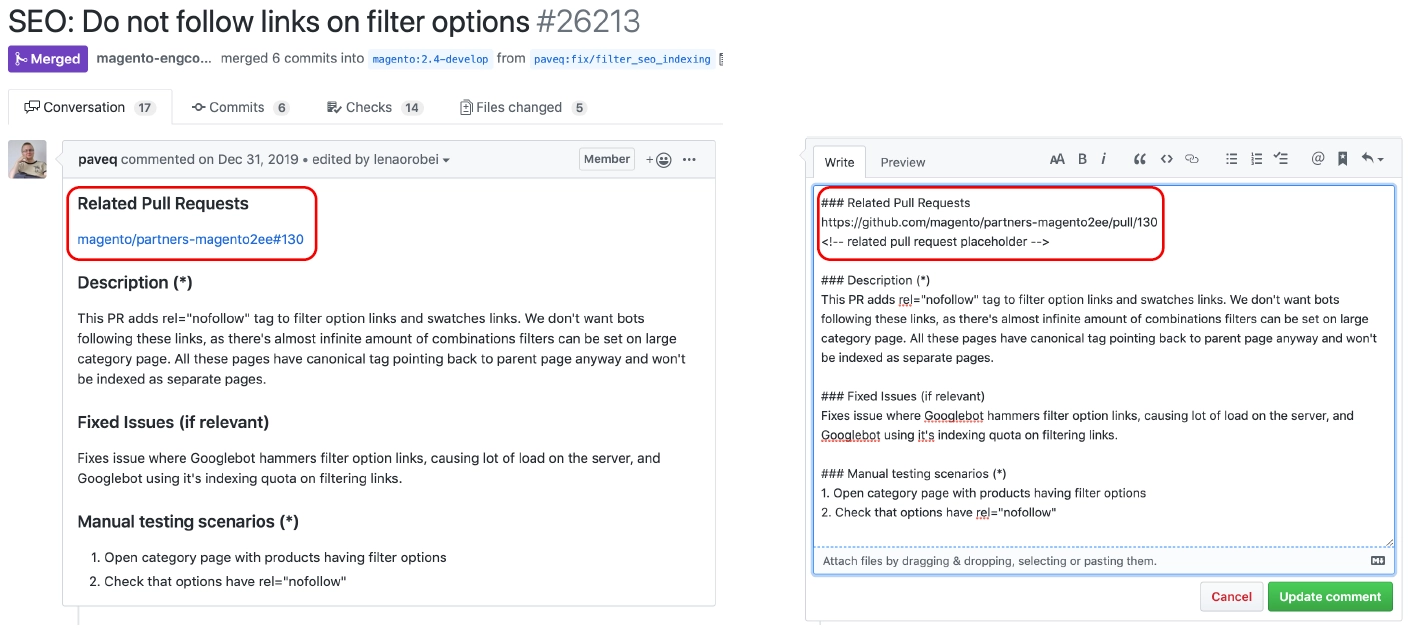 SEO: Do not follow links on filter options #26213
Merged magento-engco... merged 6 commits into magento:2.4-develop from paveq:fix/filter_seo_indexing
Conversation 17 Commits 6 Checks 14 Files changed 5
paveq commented on Dec 31, 2019 • edited by lenaorobei Member
Related Pull Requests
magento/partners-magento2ee#130
Description (*)
This PR adds rel="nofollow" tag to filter option links and swatches links. We don't want bots
following these links, as there's almost infinite amount of combinations filters can be set on large
category page. All these pages have canonical tag pointing back to parent page anyway and won't
be indexed as separate pages.
Fixed Issues (if relevant)
Fixes issue where Googlebot hammers filter option links, causing lot of load on the server, and
Googlebot using it's indexing quota on filtering links.
Manual testing scenarios (*)
1. Open category page with products having filter options
2. Check that options have rel="nofollow"
Write Preview AA B i @
### Related Pull Requests
https://github.com/magento/partners-magento2ee/pull/130
<!-- related pull request placeholder -->
### Description (*)
This PR adds rel="nofollow" tag to filter option links and swatches links. We don't want bots
following these links, as there's almost infinite amount of combinations filters can be set on large
category page. All these pages have canonical tag pointing back to parent page anyway and won't
be indexed as separate pages.
### Fixed Issues (if relevant)
Fixes issue where Googlebot hammers filter option links, causing lot of load on the server, and
Googlebot using it's indexing quota on filtering links.
### Manual testing scenarios (*)
1. Open category page with products having filter options
2. Check that options have rel="nofollow"
Attach files by dragging & dropping, selecting or pasting them.
Cancel Update comment